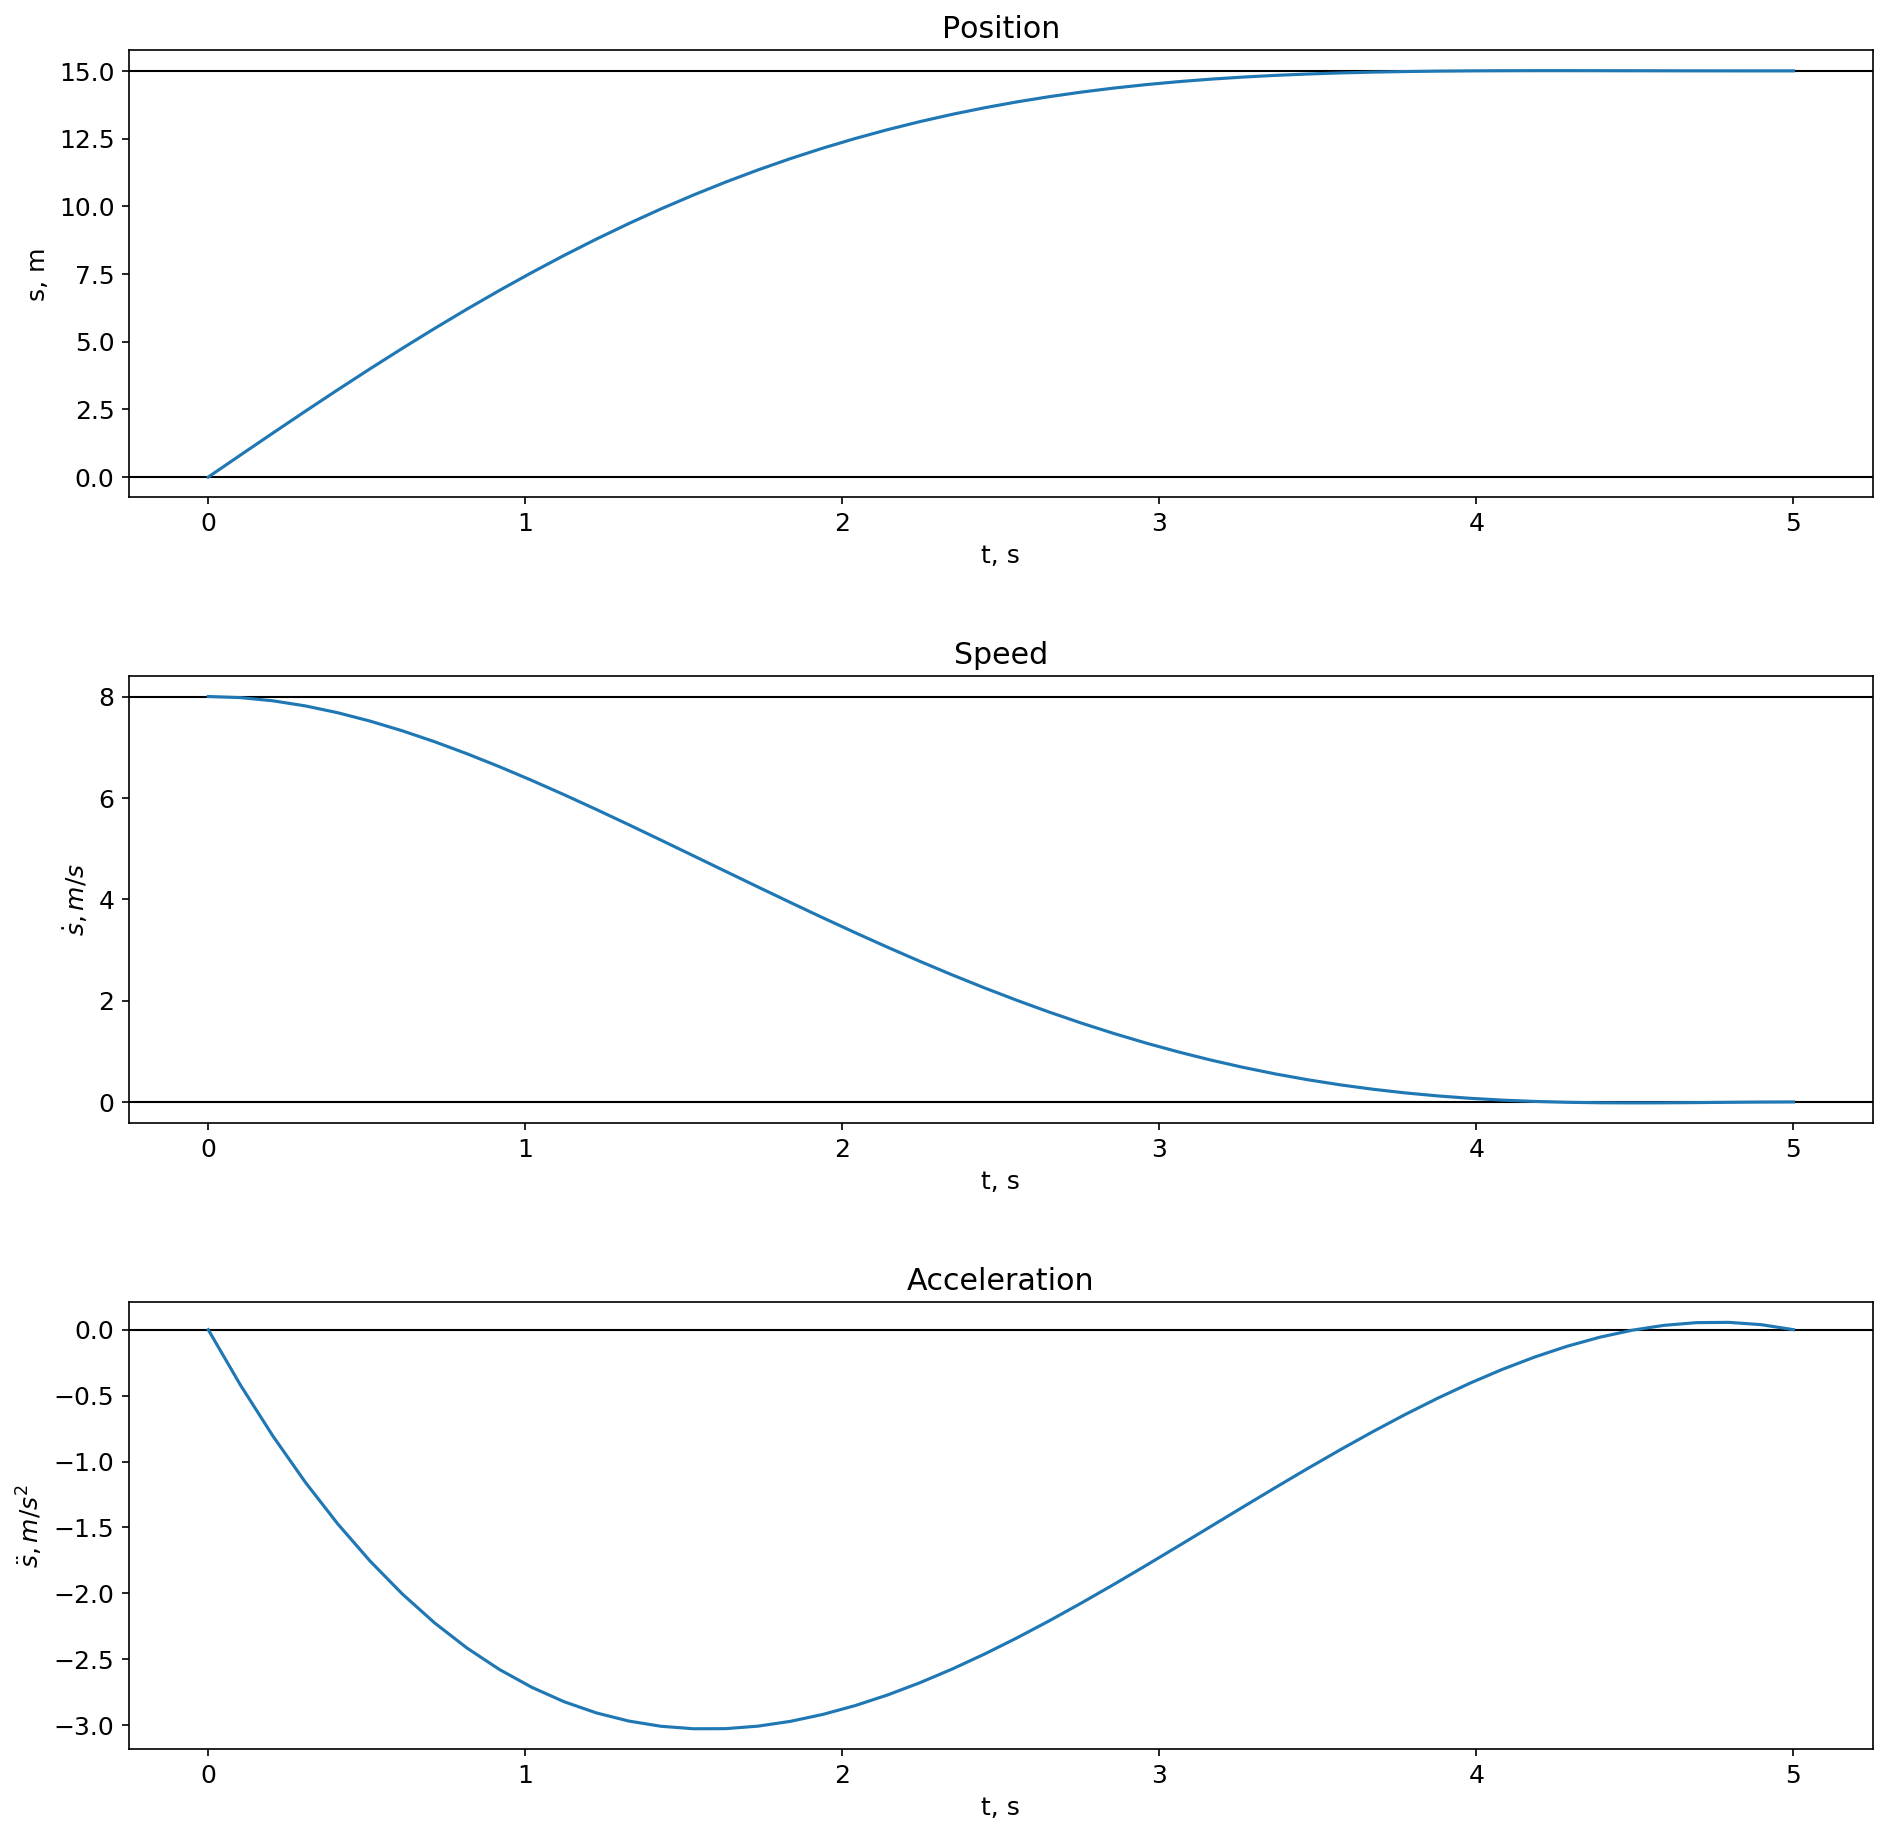 Position
15.0
12.5
10.0
7.5
5.0
2.5
0.0
s, m
0 1 2 3 4 5
t, s
Speed
8
6
4
2
0
ṡ, m/s
0 1 2 3 4 5
t, s
Acceleration
0.0
−0.5
−1.0
−1.5
−2.0
−2.5
−3.0
s̈, m/s²
0 1 2 3 4 5
t, s